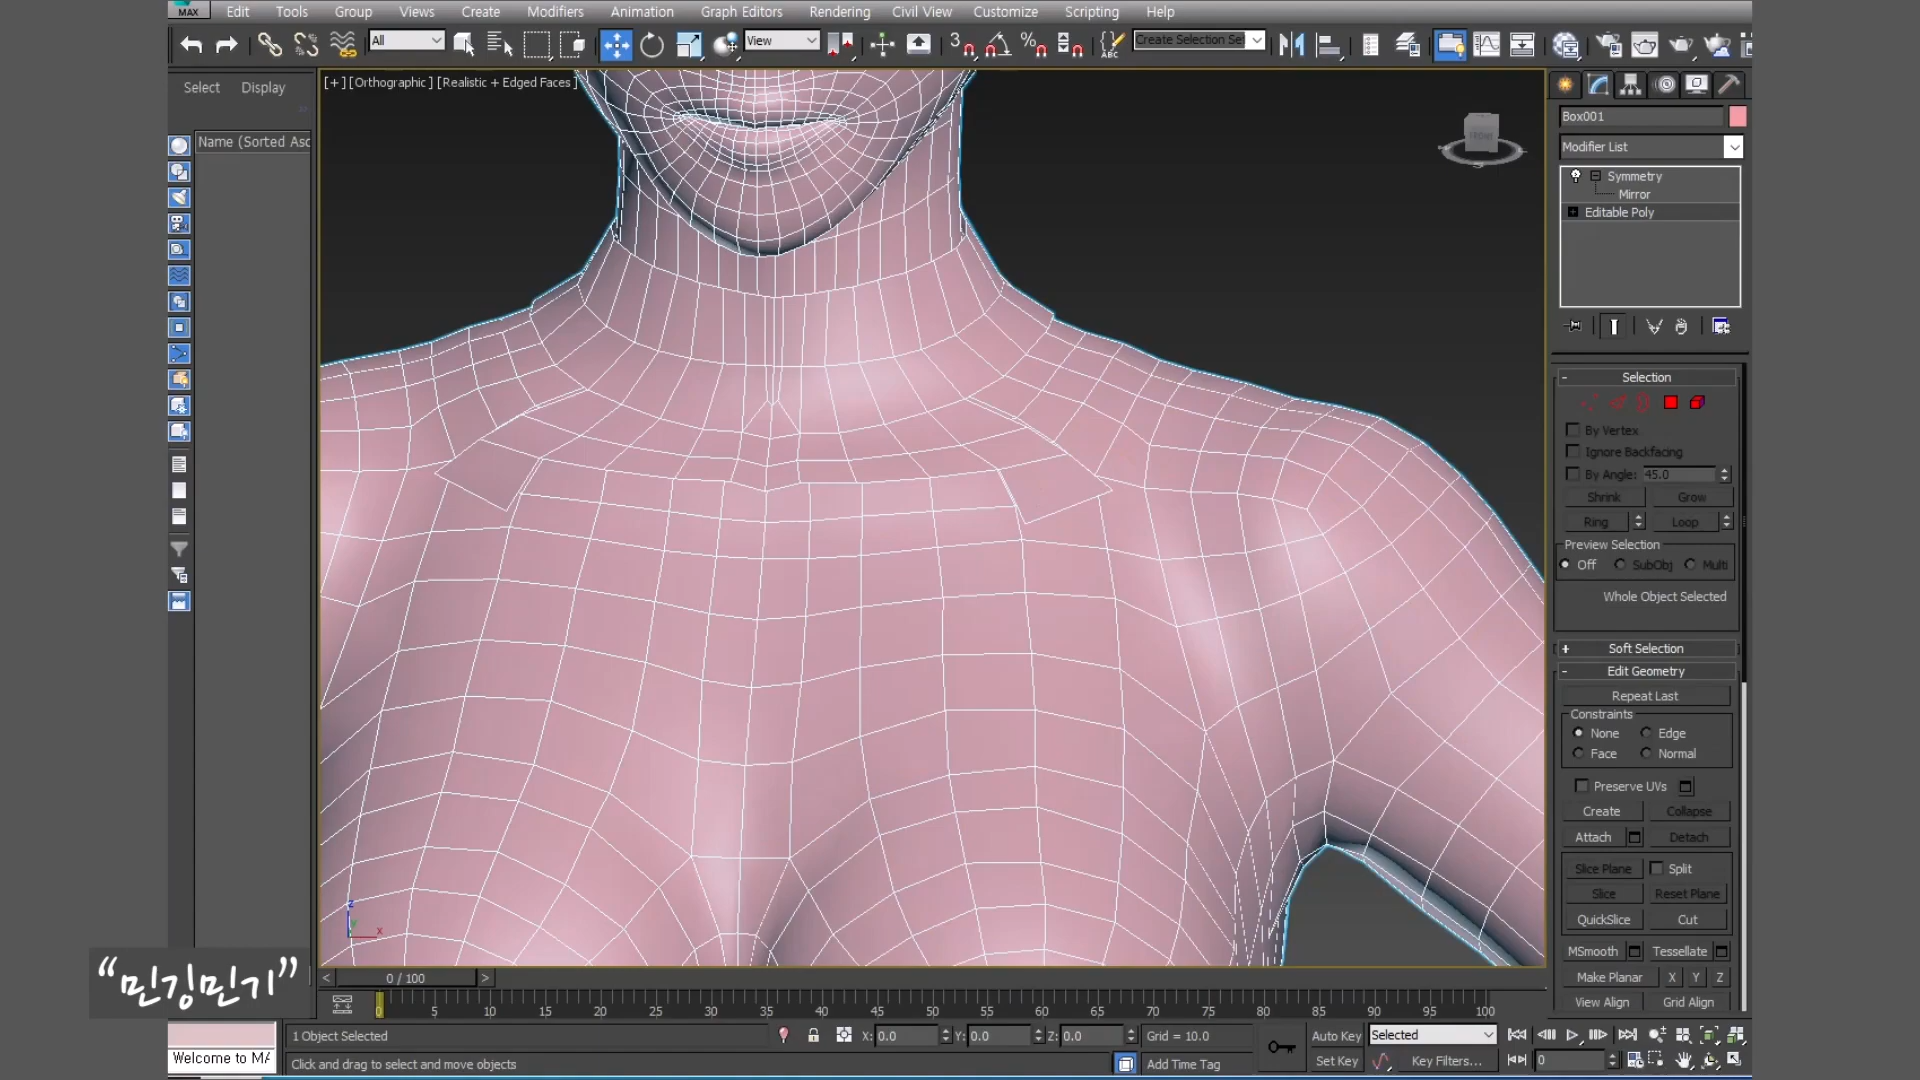 MAX Edit Tools Group Views Create Modifiers Animation Graph Editors Rendering Civil View Customize Scripting Help
All View Create Selection Se
Select Display
Name (Sorted Asc
[+] [Orthographic] [Realistic + Edged Faces]
FRONT
Box001
Modifier List
Symmetry
Mirror
Editable Poly
Selection
By Vertex
Ignore Backfacing
By Angle: 45.0
Shrink Grow
Ring Loop
Preview Selection
Off SubObj Multi
Whole Object Selected
Soft Selection
Edit Geometry
Repeat Last
Constraints
None Edge
Face Normal
Preserve UVs
Create Collapse
Attach Detach
Slice Plane Split
Slice Reset Plane
QuickSlice Cut
MSmooth Tessellate
Make Planar X Y Z
View Align Grid Align
“민깅민기”
< 0 / 100 >
0 5 10 15 20 25 30 35 40 45 50 55 60 65 70 75 80 85 90 95 100
1 Object Selected X: 0.0 Y: 0.0 Z: 0.0 Grid = 10.0 Auto Key Selected
Welcome to MA
Click and drag to select and move objects Add Time Tag Set Key Key Filters... 0